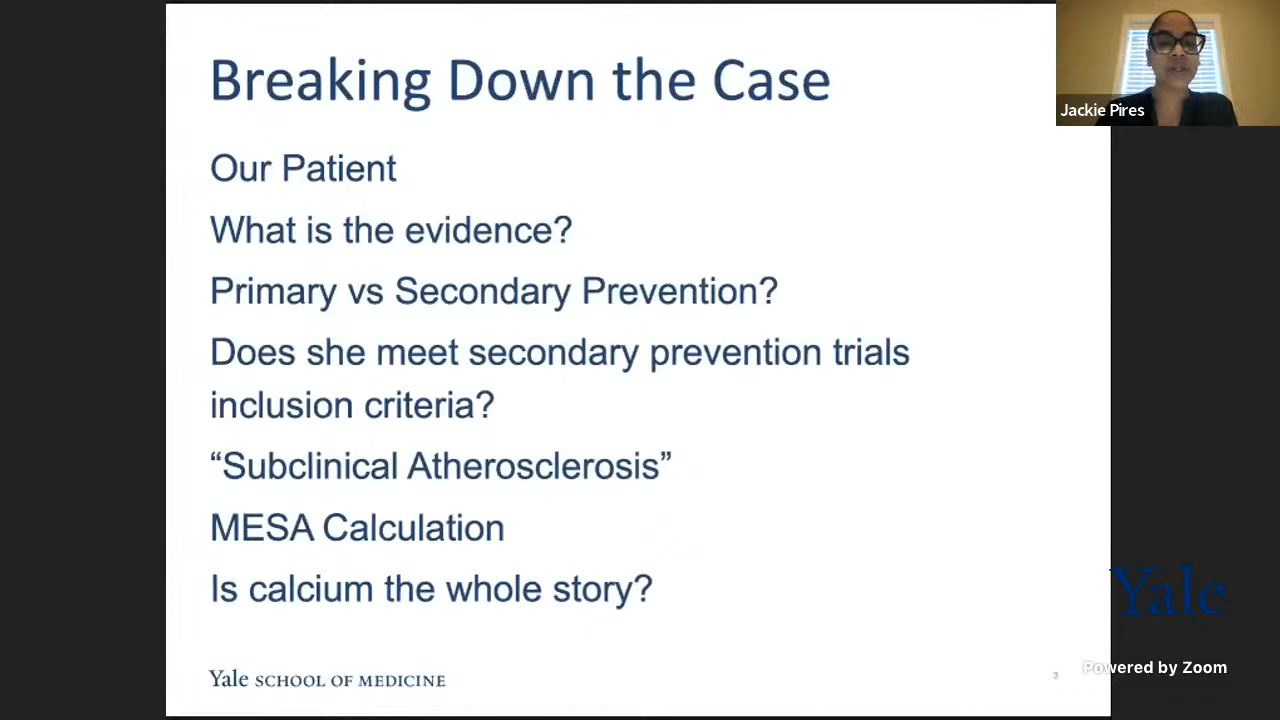 Breaking Down the Case
Our Patient
What is the evidence?
Primary vs Secondary Prevention?
Does she meet secondary prevention trials
inclusion criteria?
“Subclinical Atherosclerosis”
MESA Calculation
Is calcium the whole story?
Yale SCHOOL OF MEDICINE
3
Jackie Pires
Yale
Powered by Zoom